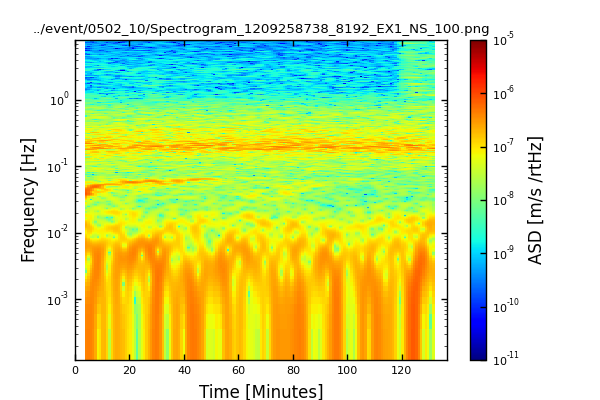 ../event/0502_10/Spectrogram_1209258738_8192_EX1_NS_100.png
Frequency [Hz]
10^0
10^-1
10^-2
10^-3
0 20 40 60 80 100 120
Time [Minutes]
10^-5
10^-6
10^-7
10^-8
10^-9
10^-10
10^-11
ASD [m/s /rtHz]